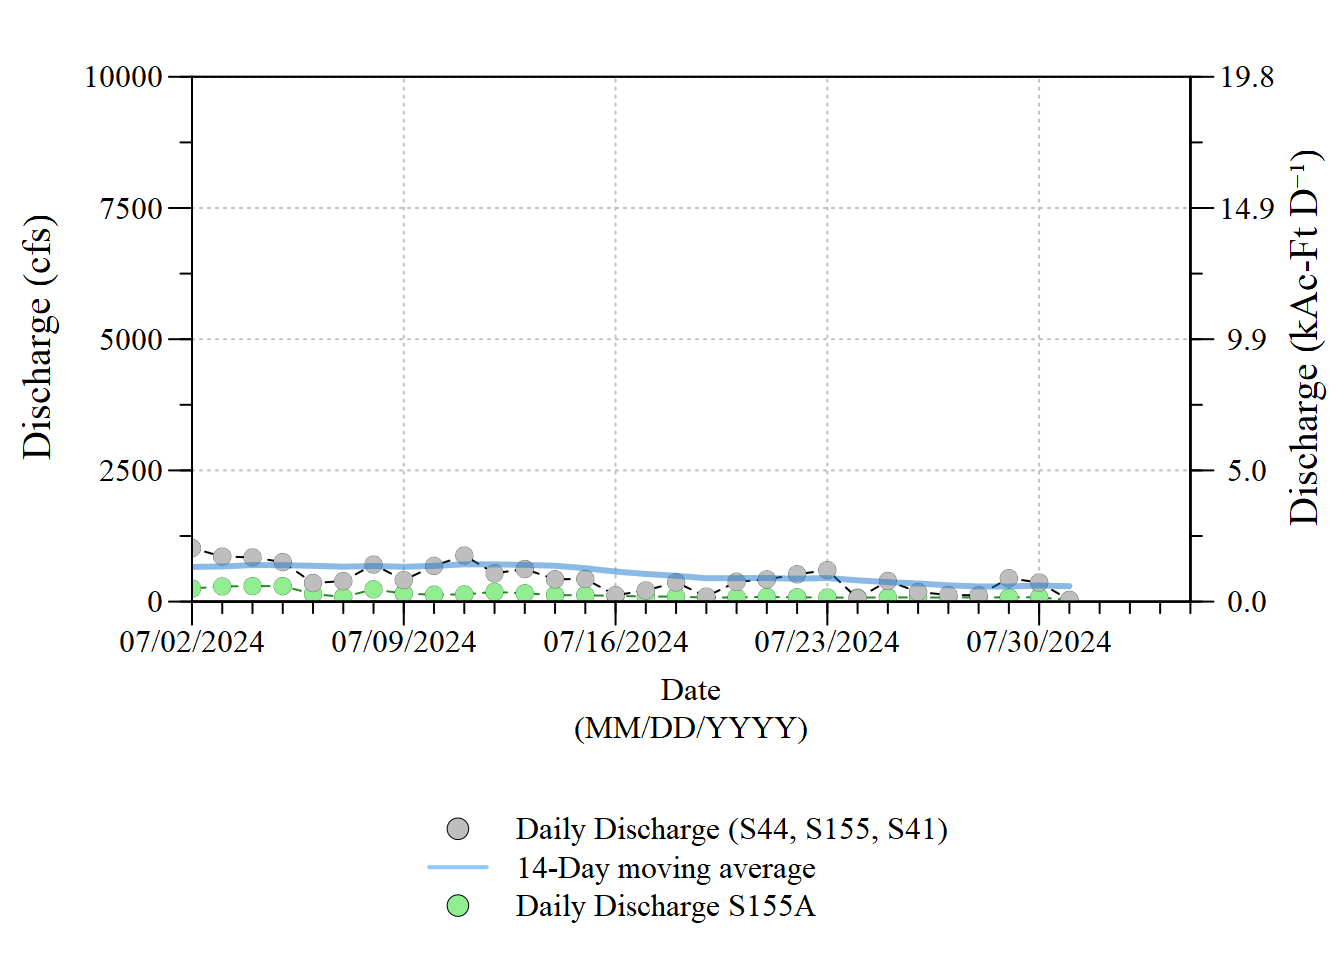 10000
7500
5000
2500
0
Discharge (cfs)
19.8
14.9
9.9
5.0
0.0
Discharge (kAc-Ft D⁻¹)
07/02/2024 07/09/2024 07/16/2024 07/23/2024 07/30/2024
Date
(MM/DD/YYYY)
Daily Discharge (S44, S155, S41)
14-Day moving average
Daily Discharge S155A